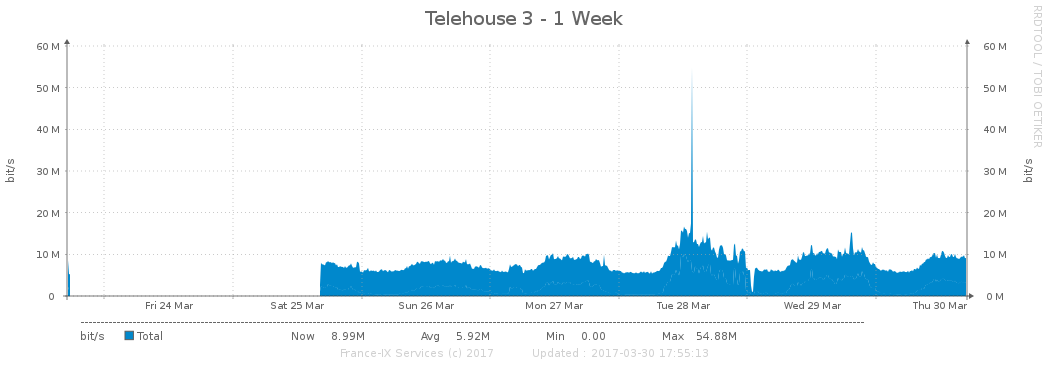 Telehouse 3 - 1 Week
RRDTOOL / TOBI OETIKER
60 M 60 M
50 M 50 M
40 M 40 M
30 M 30 M
20 M 20 M
10 M 10 M
0 0 M
bit/s bit/s
Fri 24 Mar Sat 25 Mar Sun 26 Mar Mon 27 Mar Tue 28 Mar Wed 29 Mar Thu 30 Mar
bit/s Total Now 8.99M Avg 5.92M Min 0.00 Max 54.88M
France-IX Services (c) 2017 Updated : 2017-03-30 17:55:13